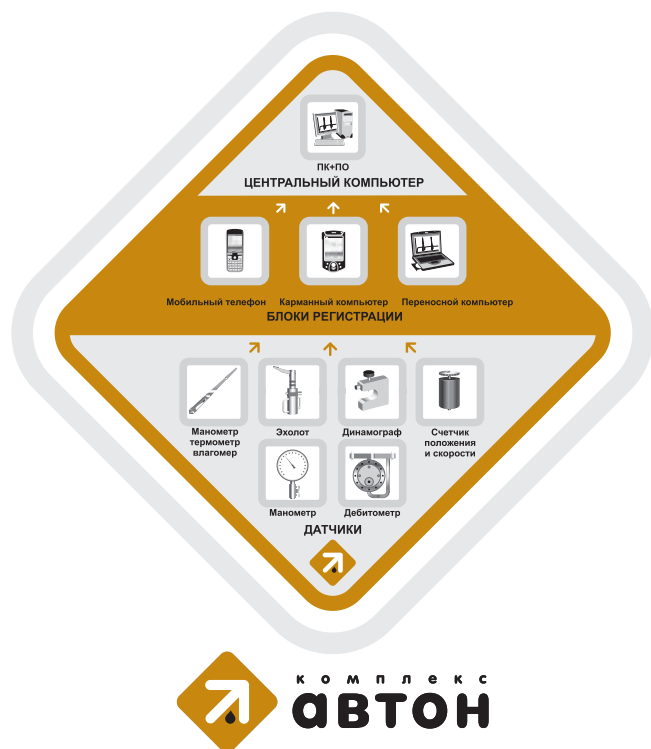 ПК+ПО
ЦЕНТРАЛЬНЫЙ КОМПЬЮТЕР
Мобильный телефон Карманный компьютер Переносной компьютер
БЛОКИ РЕГИСТРАЦИИ
Манометр
термометр
влагомер
Эхолот
Динамограф
Счетчик
положения
и скорости
Манометр
Дебитометр
ДАТЧИКИ
комплекс
автон